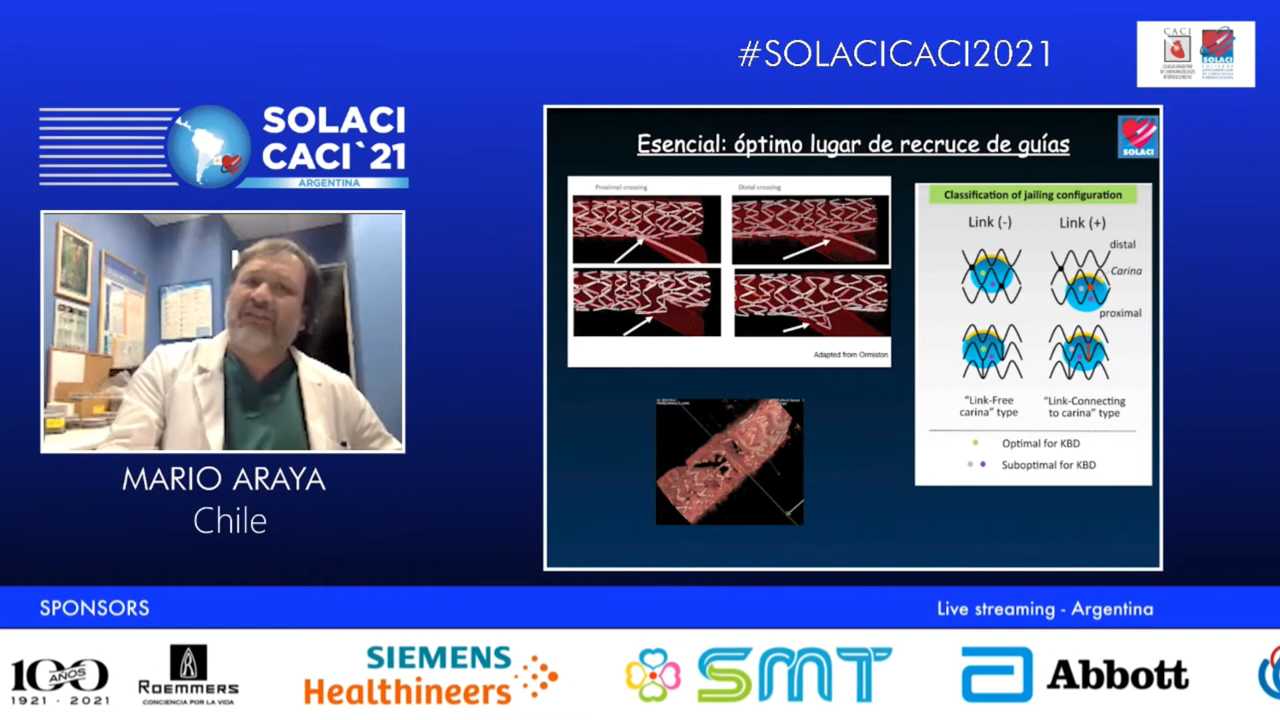 #SOLACICACI2021
CACI
SOLACI
SOLACI
CACI`21
ARGENTINA
MARIO ARAYA
Chile
Esencial: óptimo lugar de recruce de guías
SOLACI
Proximal crossing
Distal crossing
Adapted from Ormiston
Classification of jailing configuration
Link (-)
Link (+)
distal
Carina
proximal
"Link-Free
carina" type
"Link-Connecting
to carina" type
Optimal for KBD
Suboptimal for KBD
SPONSORS
Live streaming - Argentina
100
AÑOS
1921 - 2021
ROEMMERS
CONCIENCIA POR LA VIDA
SIEMENS
Healthineers
SMT
Abbott